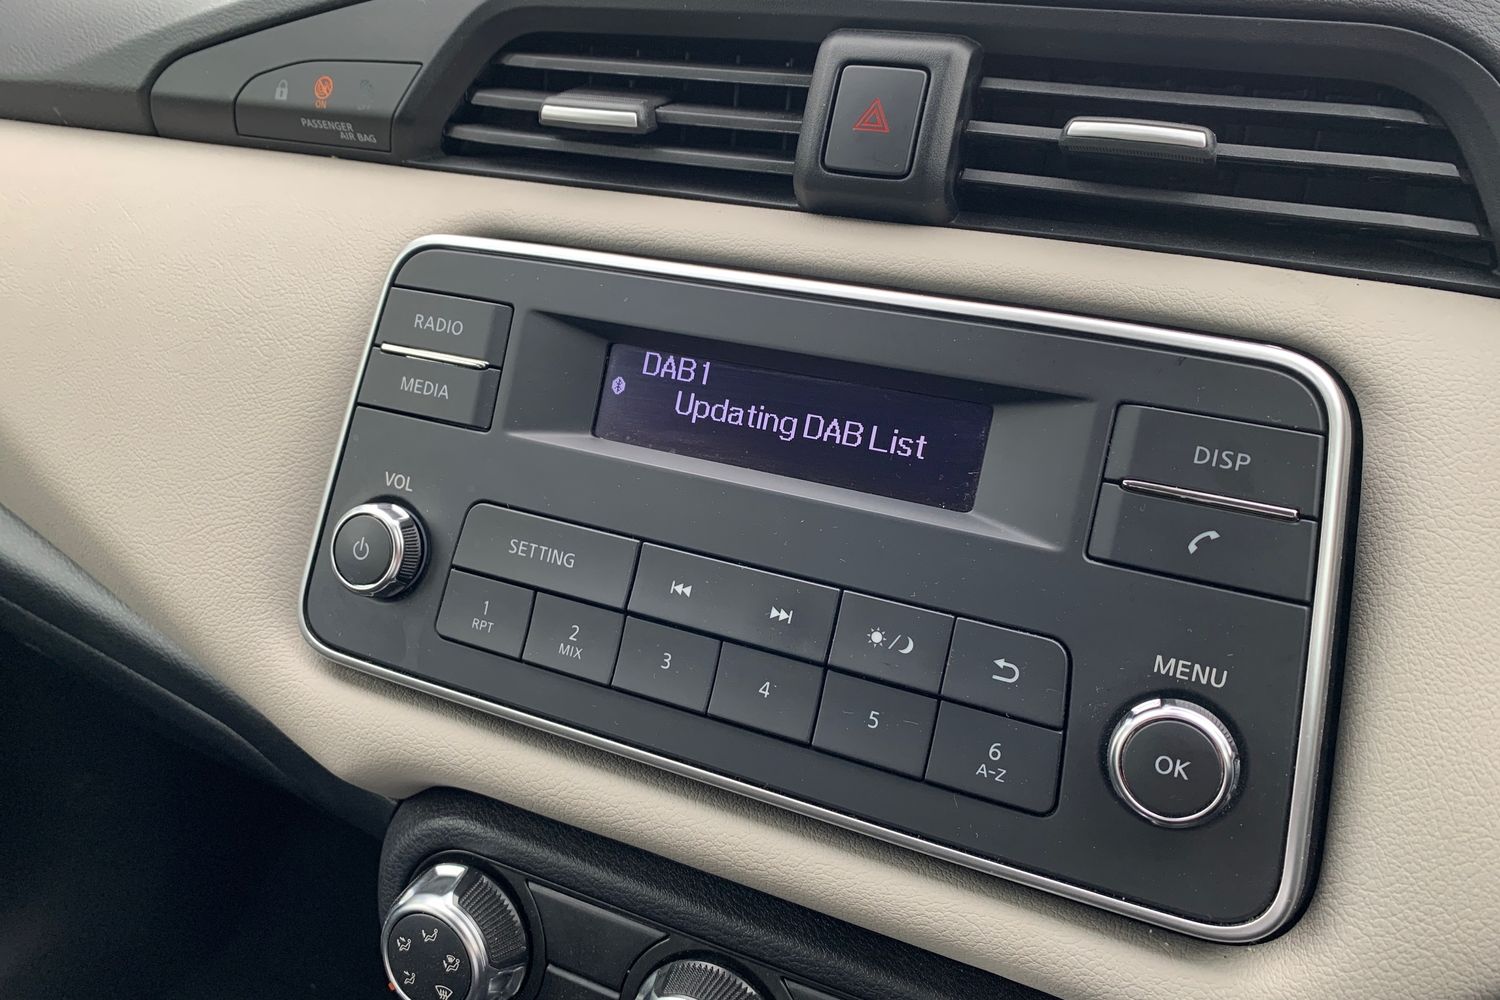 ON
OFF
PASSENGER
AIR BAG
RADIO
MEDIA
DAB1
Updating DAB List
DISP
VOL
SETTING
1
RPT
2
MIX
3
4
5
6
A-Z
MENU
OK